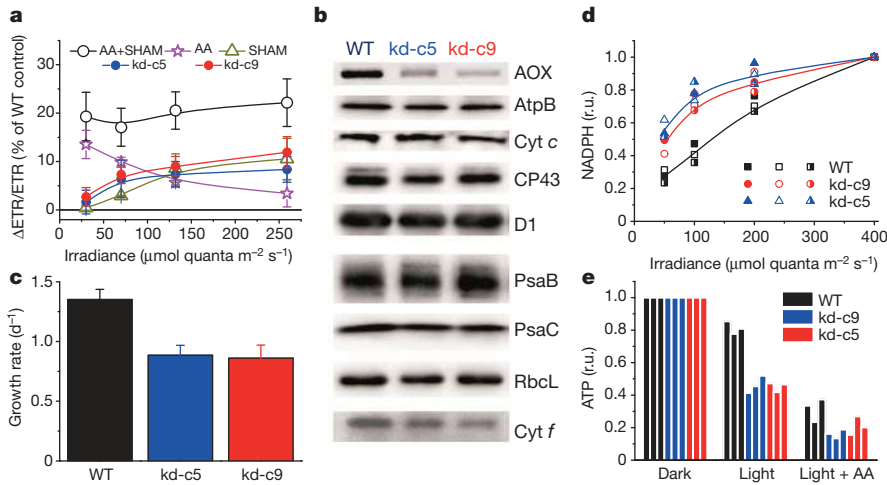 a
AA+SHAM AA SHAM
kd-c5 kd-c9
ΔETR/ETR (% of WT control)
30
20
10
0
0 50 100 150 200 250
Irradiance (μmol quanta m⁻² s⁻¹)
b
WT kd-c5 kd-c9
AOX
AtpB
Cyt c
CP43
D1
PsaB
PsaC
RbcL
Cyt f
c
Growth rate (d⁻¹)
1.5
1.0
0.5
0
WT kd-c5 kd-c9
d
NADPH (r.u.)
1.0
0.8
0.6
0.4
0.2
0
0 100 200 300 400
WT
kd-c9
kd-c5
Irradiance (μmol quanta m⁻² s⁻¹)
e
ATP (r.u.)
1.0
0.8
0.6
0.4
0.2
0
WT
kd-c9
kd-c5
Dark Light Light + AA